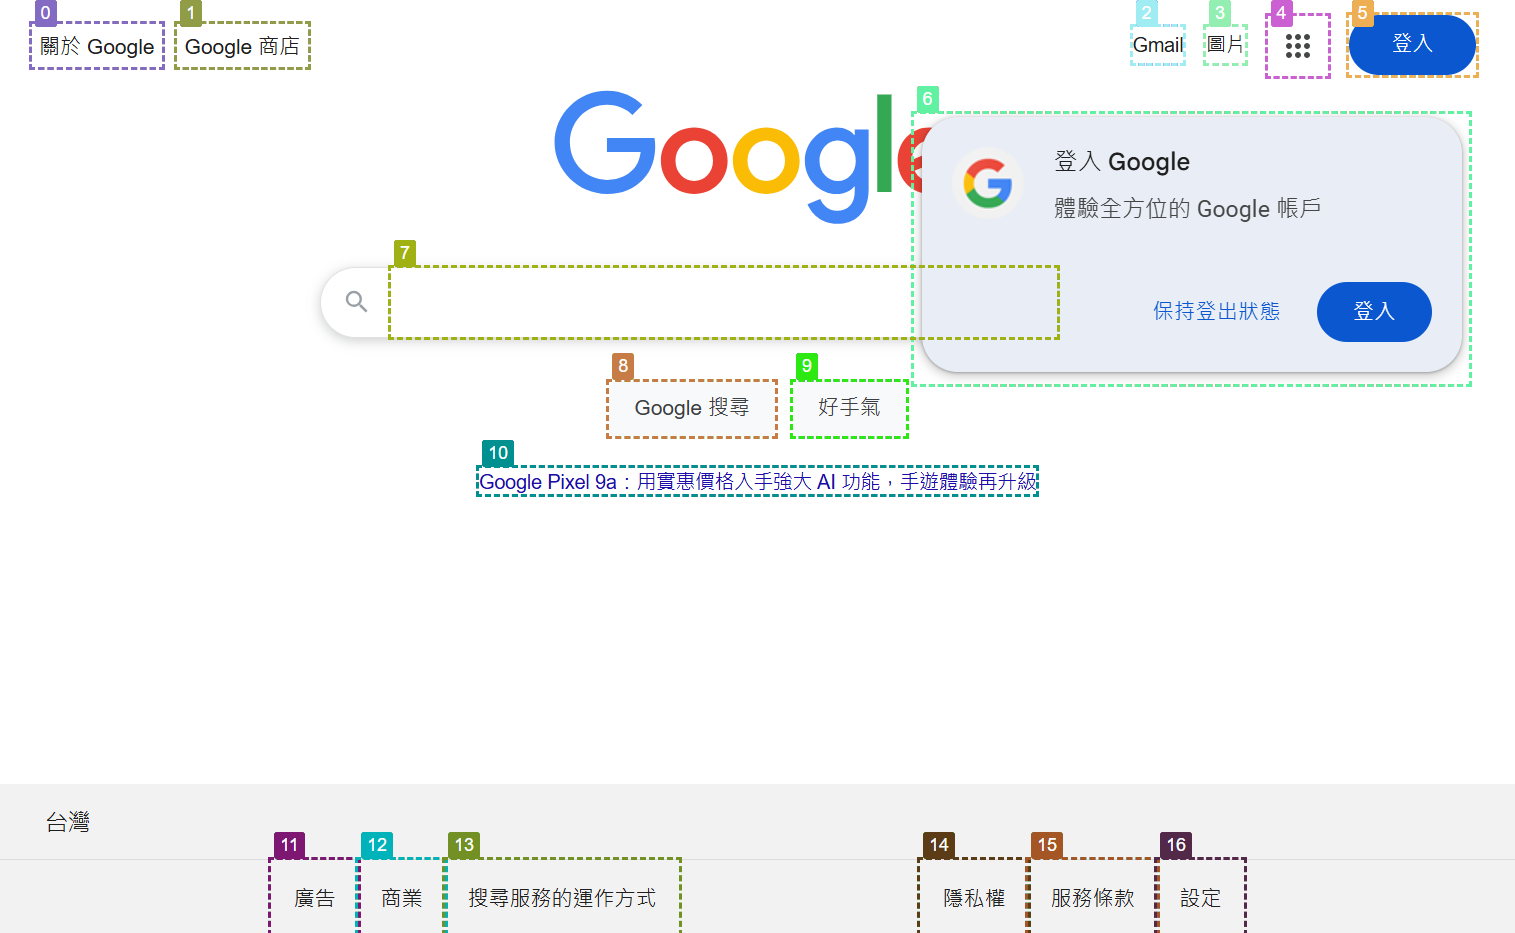 0
1
2
3
4
5
關於 Google
Google 商店
Gmail
圖片
登入
Google
6
登入 Google
體驗全方位的 Google 帳戶
7
保持登出狀態
登入
8
9
Google 搜尋
好手氣
10
Google Pixel 9a：用實惠價格入手強大 AI 功能，手遊體驗再升級
台灣
11
12
13
14
15
16
廣告
商業
搜尋服務的運作方式
隱私權
服務條款
設定